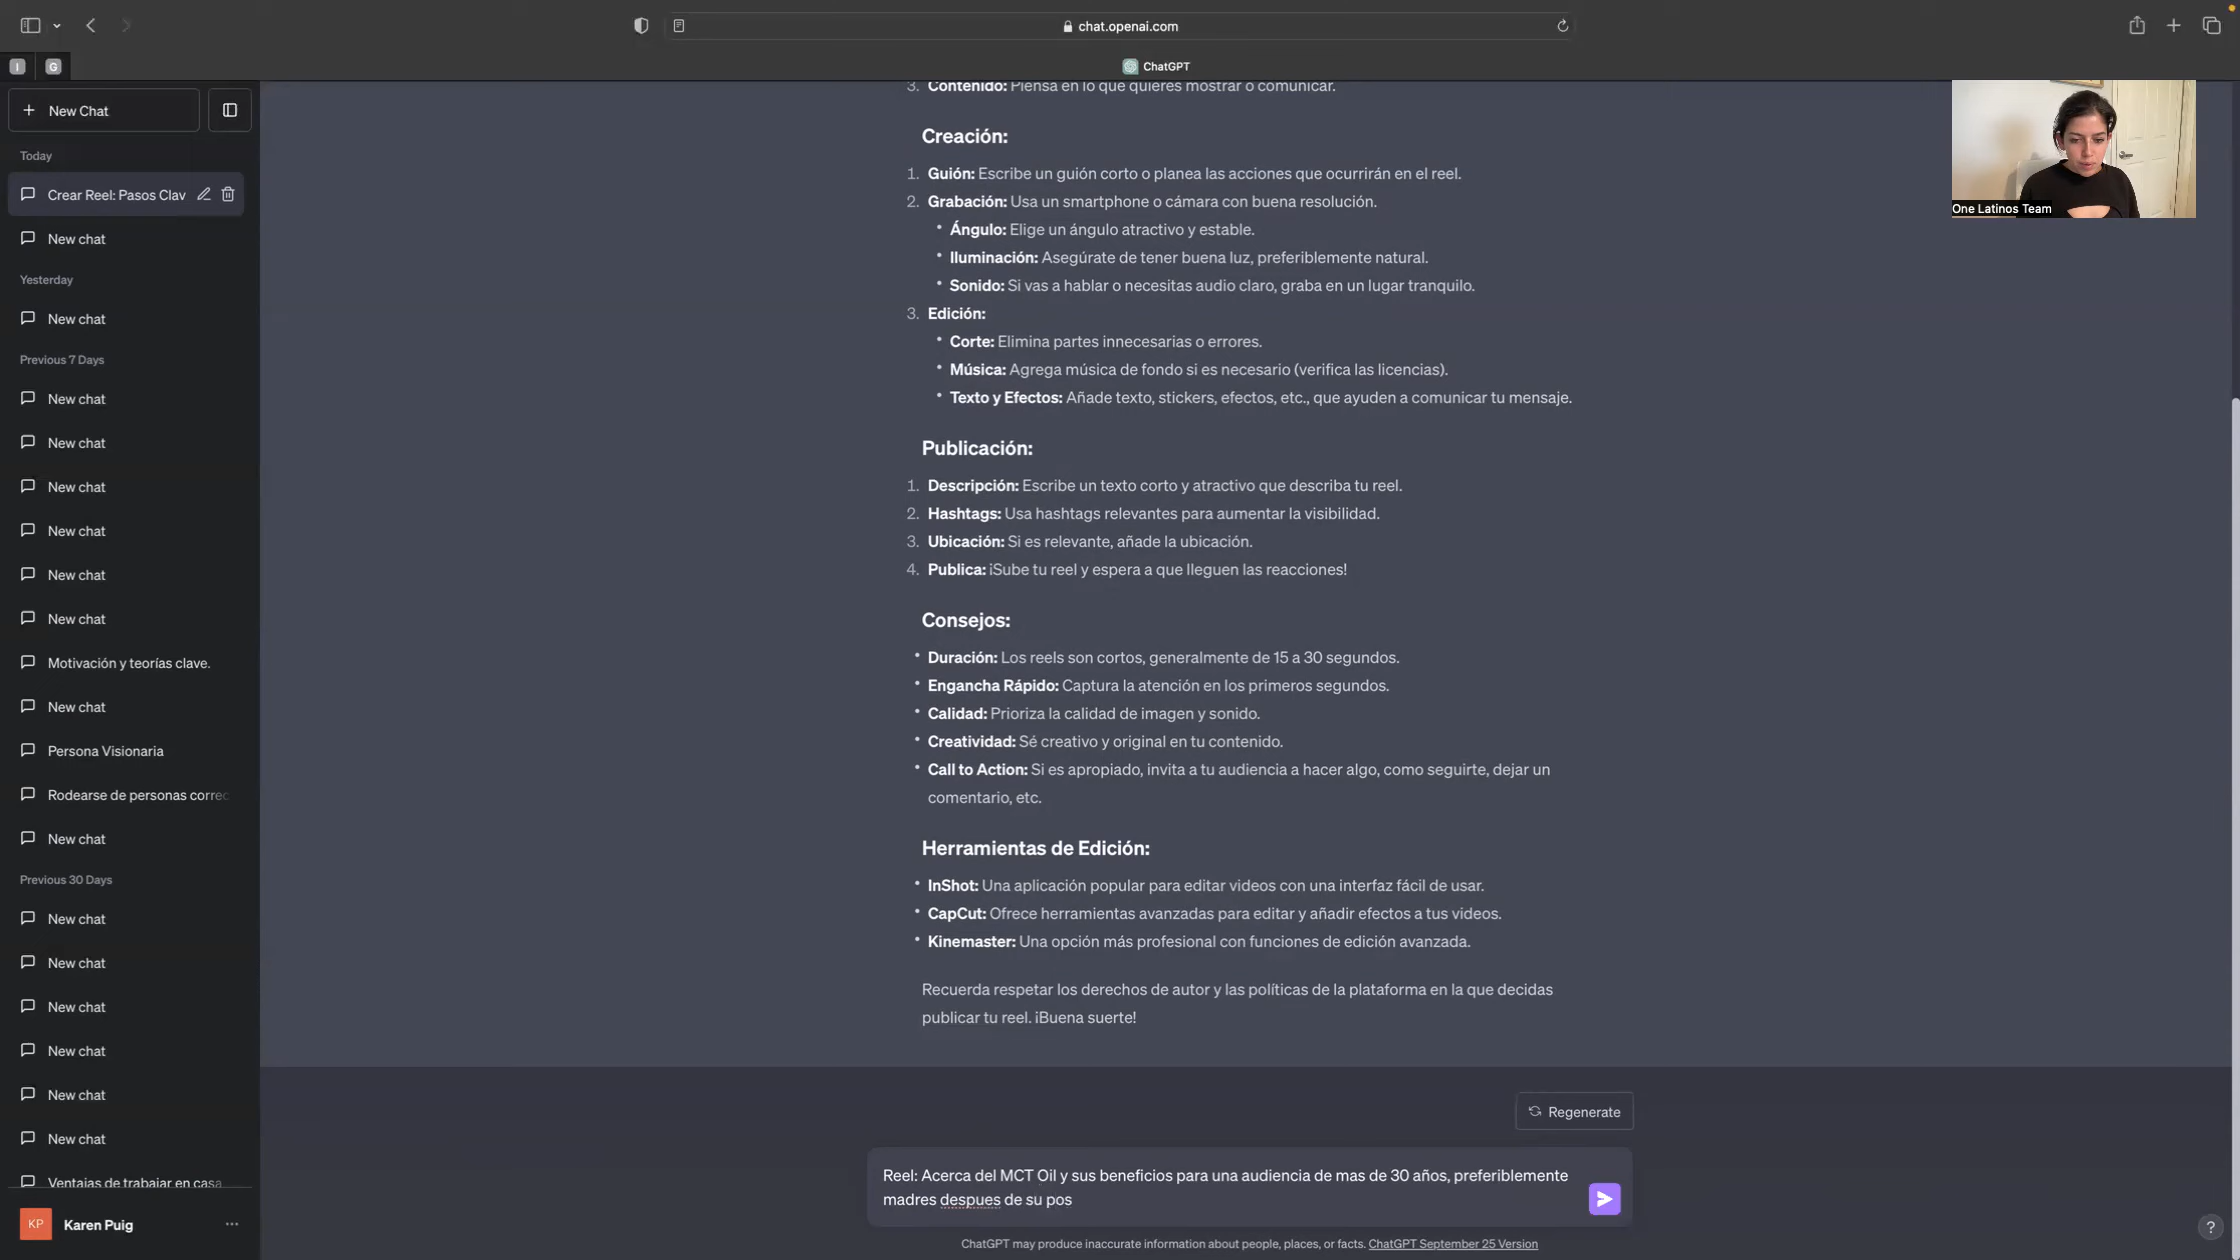 chat.openai.com
I
G
ChatGPT
New Chat
Today
Crear Reel: Pasos Clav
New chat
Yesterday
New chat
Previous 7 Days
New chat
New chat
New chat
New chat
New chat
New chat
Motivación y teorías clave.
New chat
Persona Visionaria
Rodearse de personas correc
New chat
Previous 30 Days
New chat
New chat
New chat
New chat
New chat
New chat
Ventajas de trabajar en casa
KP
Karen Puig
3. Contenido: Piensa en lo que quieres mostrar o comunicar.
Creación:
1. Guión: Escribe un guión corto o planea las acciones que ocurrirán en el reel.
2. Grabación: Usa un smartphone o cámara con buena resolución.
• Ángulo: Elige un ángulo atractivo y estable.
• Iluminación: Asegúrate de tener buena luz, preferiblemente natural.
• Sonido: Si vas a hablar o necesitas audio claro, graba en un lugar tranquilo.
3. Edición:
• Corte: Elimina partes innecesarias o errores.
• Música: Agrega música de fondo si es necesario (verifica las licencias).
• Texto y Efectos: Añade texto, stickers, efectos, etc., que ayuden a comunicar tu mensaje.
Publicación:
1. Descripción: Escribe un texto corto y atractivo que describa tu reel.
2. Hashtags: Usa hashtags relevantes para aumentar la visibilidad.
3. Ubicación: Si es relevante, añade la ubicación.
4. Publica: ¡Sube tu reel y espera a que lleguen las reacciones!
Consejos:
• Duración: Los reels son cortos, generalmente de 15 a 30 segundos.
• Engancha Rápido: Captura la atención en los primeros segundos.
• Calidad: Prioriza la calidad de imagen y sonido.
• Creatividad: Sé creativo y original en tu contenido.
• Call to Action: Si es apropiado, invita a tu audiencia a hacer algo, como seguirte, dejar un
comentario, etc.
Herramientas de Edición:
• InShot: Una aplicación popular para editar videos con una interfaz fácil de usar.
• CapCut: Ofrece herramientas avanzadas para editar y añadir efectos a tus videos.
• Kinemaster: Una opción más profesional con funciones de edición avanzada.
Recuerda respetar los derechos de autor y las políticas de la plataforma en la que decidas
publicar tu reel. ¡Buena suerte!
Regenerate
Reel: Acerca del MCT Oil y sus beneficios para una audiencia de mas de 30 años, preferiblemente
madres despues de su pos
ChatGPT may produce inaccurate information about people, places, or facts. ChatGPT September 25 Version
One Latinos Team
?